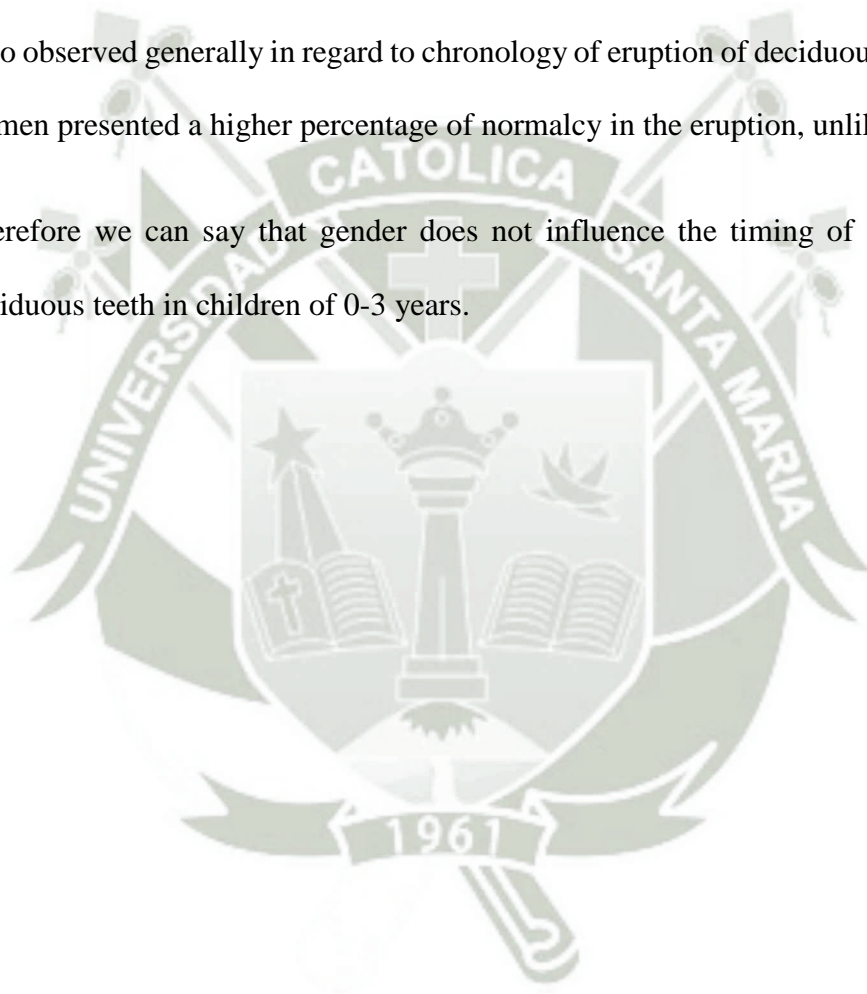 o observed generally in regard to chronology of eruption of deciduou
men presented a higher percentage of normalcy in the eruption, unlil
erefore we can say that gender does not influence the timing of
iduous teeth in children of 0-3 years.
UNIVERSIDAD CATOLICA SANTA MARIA
1961